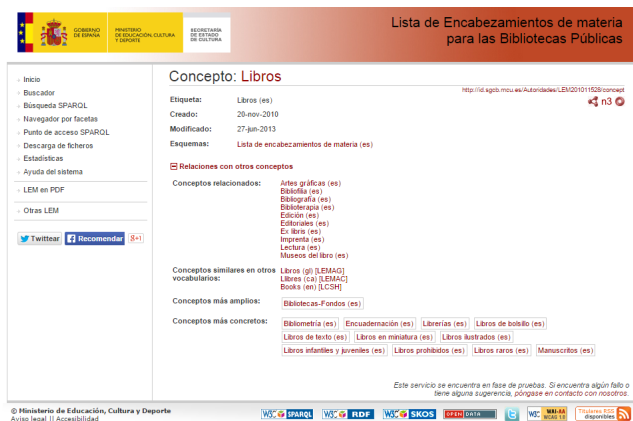 GOBIERNO
DE ESPAÑA
MINISTERIO
DE EDUCACIÓN, CULTURA
Y DEPORTE
SECRETARÍA
DE ESTADO
DE CULTURA
Lista de Encabezamientos de materia
para las Bibliotecas Públicas
Inicio
Buscador
Búsqueda SPARQL
Navegador por facetas
Punto de acceso SPARQL
Descarga de ficheros
Estadísticas
Ayuda del sistema
LEM en PDF
Otras LEM
Twittear Recomendar g+1
Concepto: Libros
http://id.sgcb.mcu.es/Autoridades/LEM201011528/concept
n3
Etiqueta: Libros (es)
Creado: 20-nov-2010
Modificado: 27-jun-2013
Esquemas: Lista de encabezamientos de materia (es)
Relaciones con otros conceptos
Conceptos relacionados: Artes gráficas (es)
Bibliofilia (es)
Bibliografía (es)
Biblioterapia (es)
Edición (es)
Editoriales (es)
Ex libris (es)
Imprenta (es)
Lectura (es)
Museos del libro (es)
Conceptos similares en otros vocabularios: Libros (gl) [LEMAG]
Llibres (ca) [LEMAC]
Books (en) [LCSH]
Conceptos más amplios: Bibliotecas-Fondos (es)
Conceptos más concretos: Bibliometría (es) Encuadernación (es) Librerías (es) Libros de bolsillo (es)
Libros de texto (es) Libros en miniatura (es) Libros ilustrados (es)
Libros infantiles y juveniles (es) Libros prohibidos (es) Libros raros (es) Manuscritos (es)
Este servicio se encuentra en fase de pruebas. Si encuentra algún fallo o
tiene alguna sugerencia, póngase en contacto con nosotros.
© Ministerio de Educación, Cultura y Deporte
Aviso legal || Accesibilidad
W3C SPARQL W3C RDF W3C SKOS OPEN DATA W3C WAI-AA WCAG 1.0 Titulares RSS disponibles